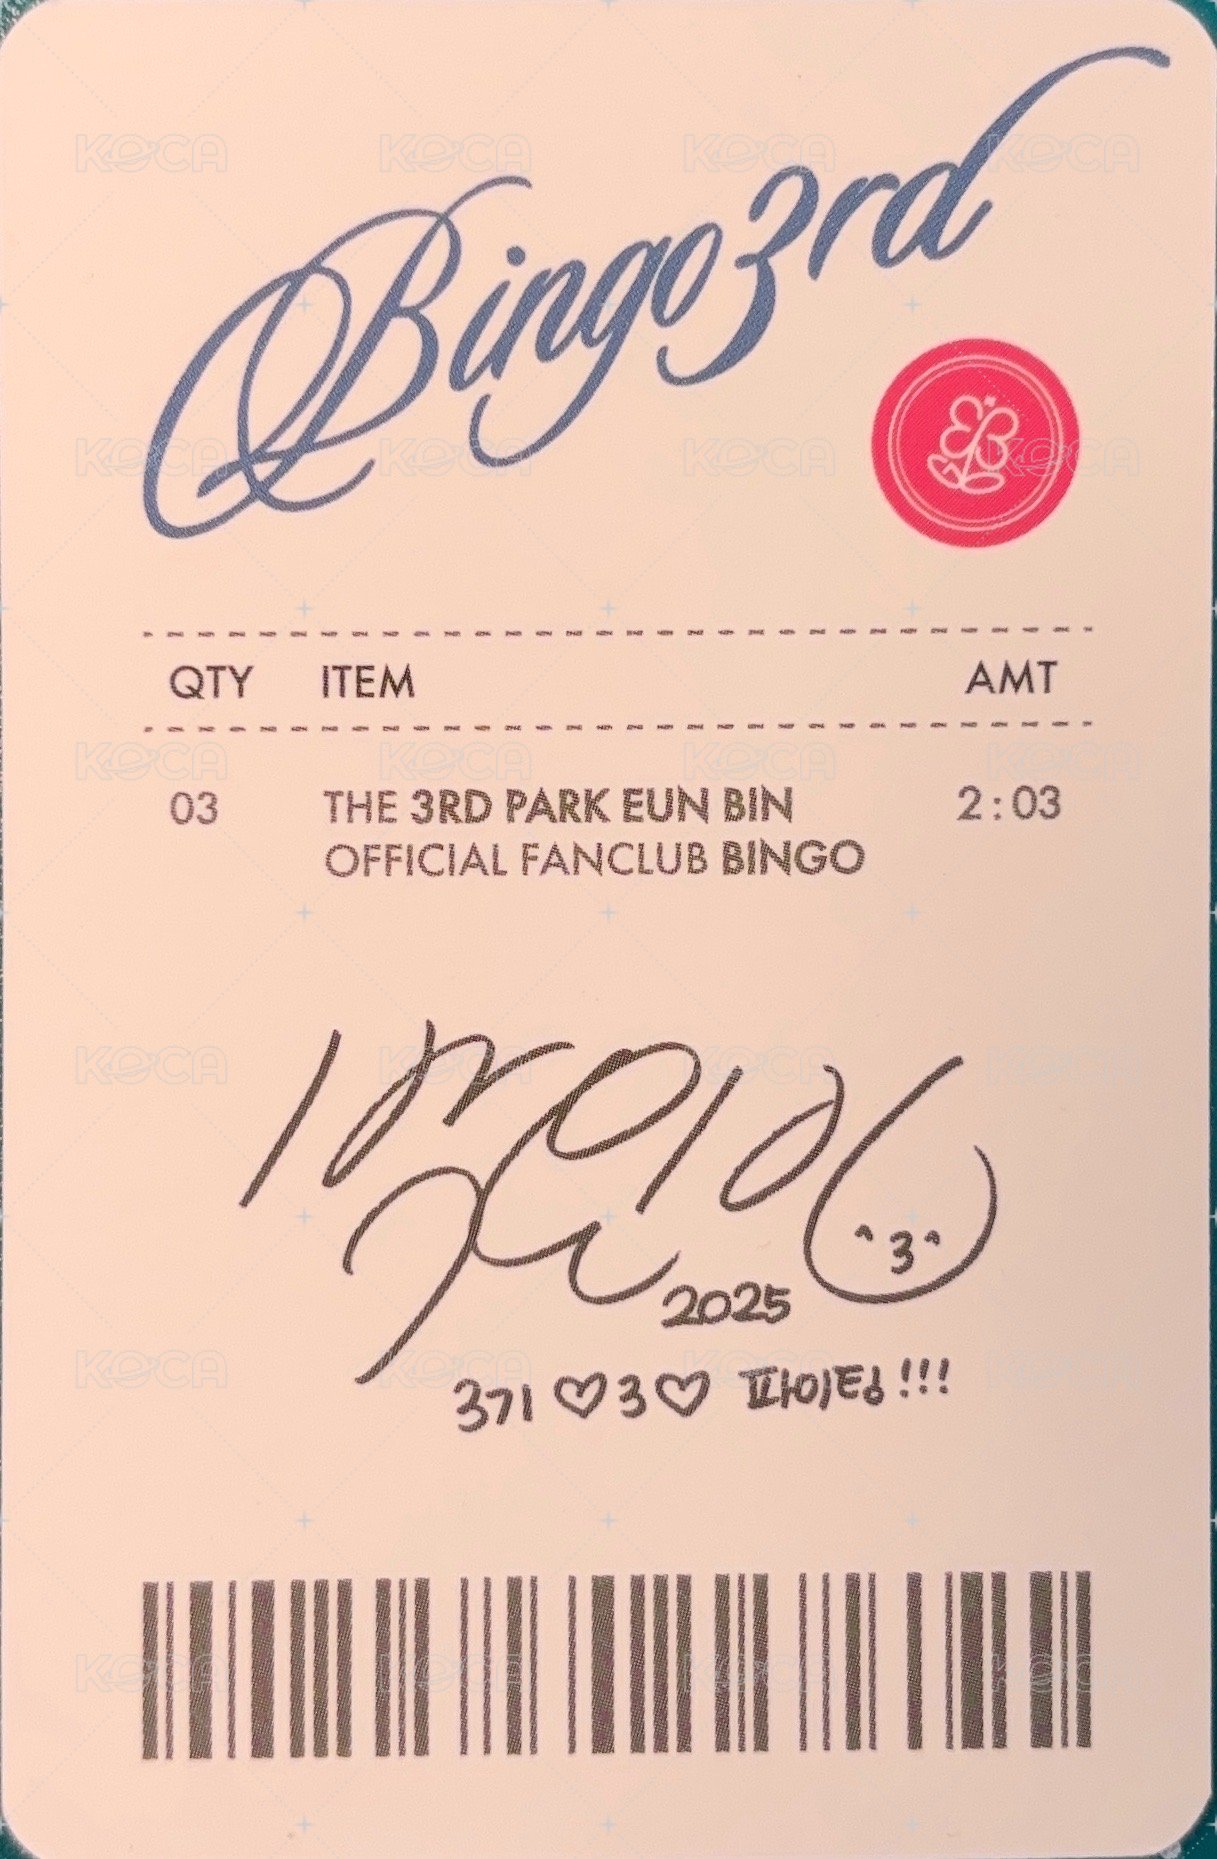 Bingo3rd
QTY ITEM AMT
03 THE 3RD PARK EUN BIN 2:03
OFFICIAL FANCLUB BINGO
^3^
2025
3기♡3♡ 파이팅!!!
KOCA